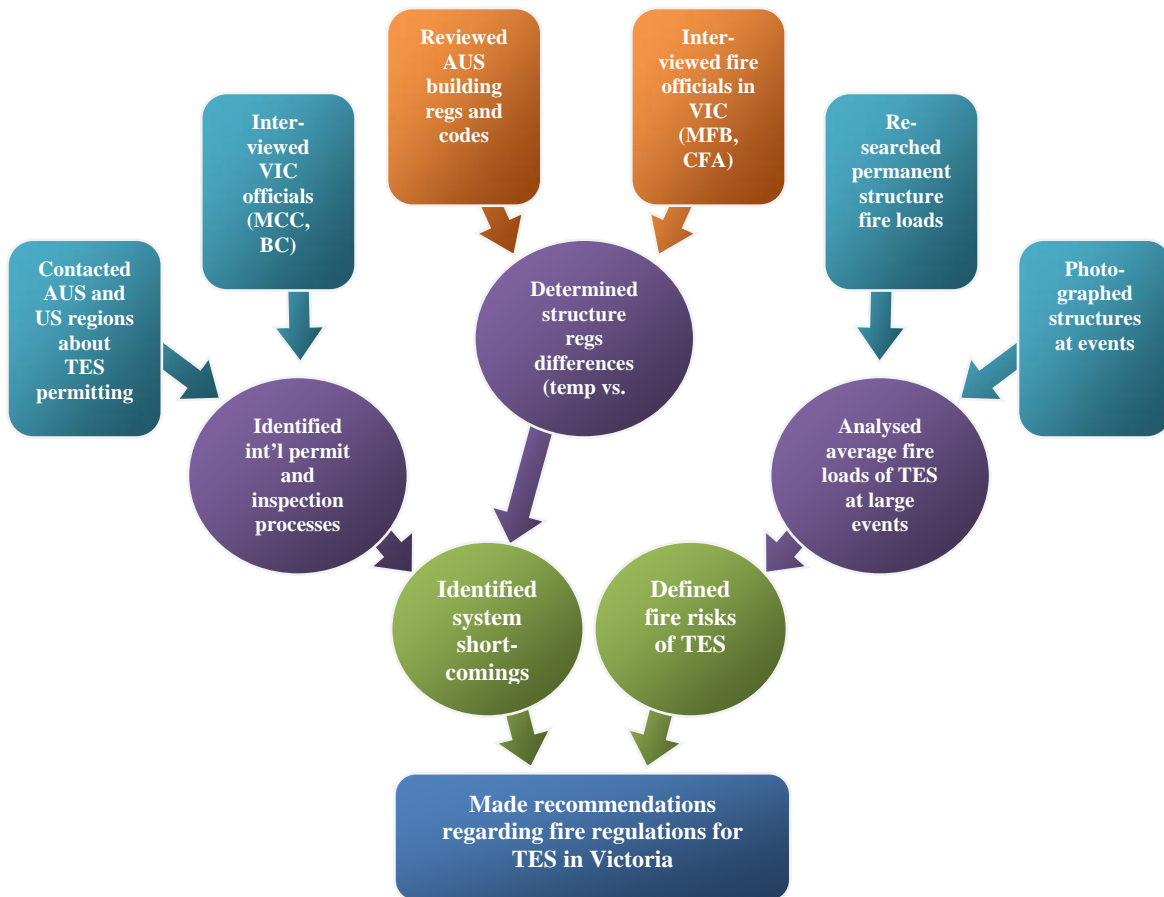 Reviewed
AUS
building
regs and
codes
Inter-
viewed fire
officials in
VIC
(MFB,
CFA)
Inter-
viewed
VIC
officials
(MCC,
BC)
Re-
searched
permanent
structure
fire loads
Contacted
AUS and
US regions
about
TES
permitting
Photo-
graphed
structures
at events
Determined
structure
regs
differences
(temp vs.
Identified
int'l permit
and
inspection
processes
Analysed
average fire
loads of TES
at large
events
Identified
system
short-
comings
Defined
fire risks
of TES
Made recommendations
regarding fire regulations for
TES in Victoria